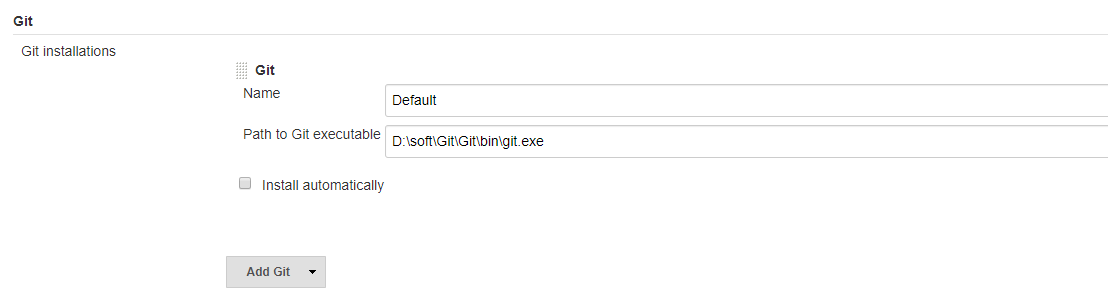 Git
Git installations
Git
Name
Default
Path to Git executable
D:\soft\Git\Git\bin\git.exe
Install automatically
Add Git